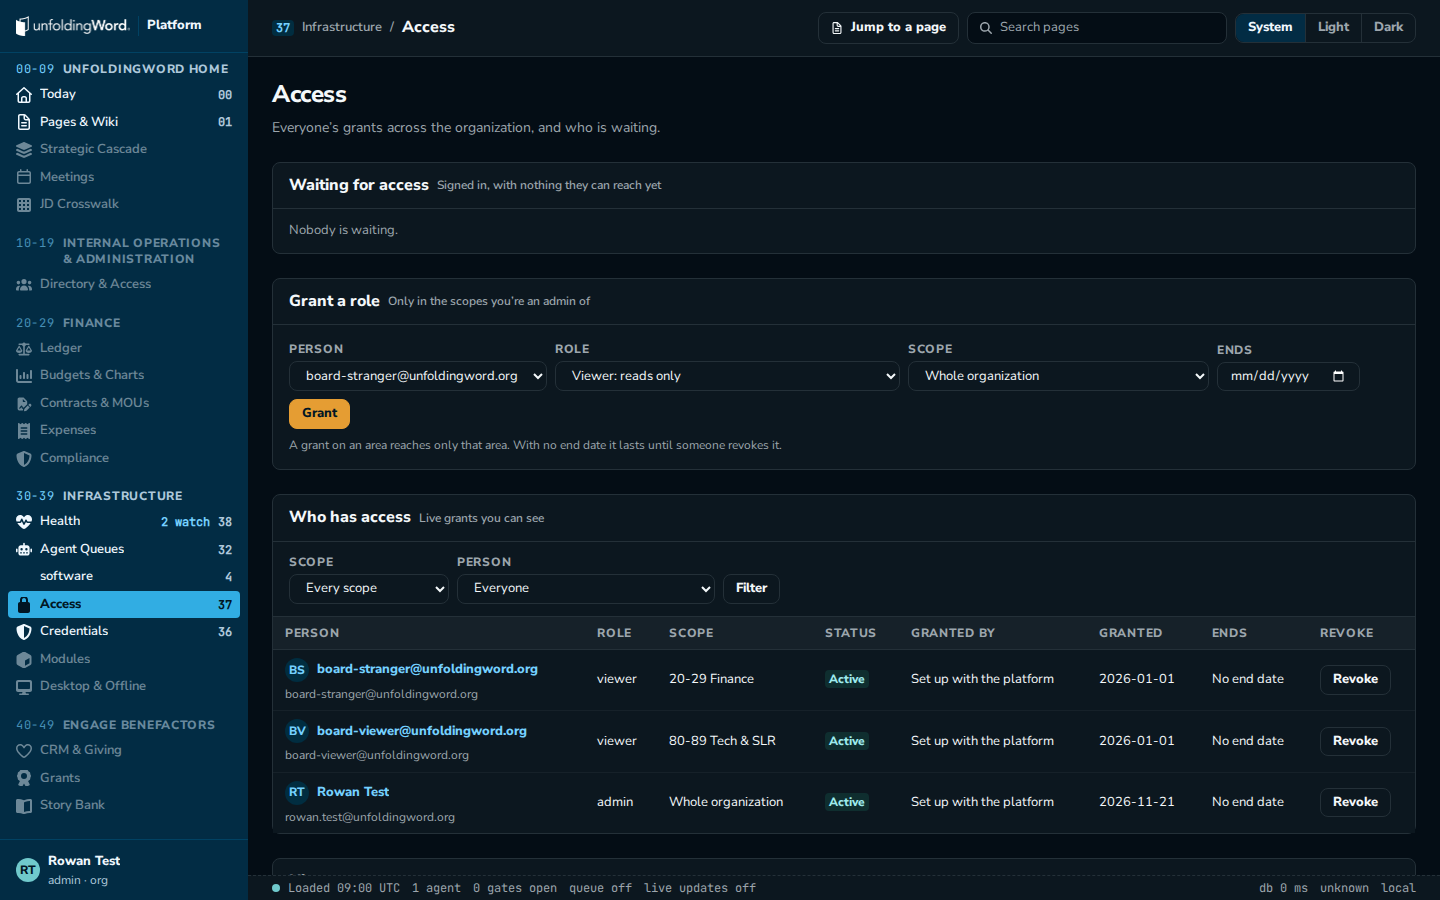 unfoldingWord. Platform
00-09 UNFOLDINGWORD HOME
Today 00
Pages & Wiki 01
Strategic Cascade
Meetings
JD Crosswalk
10-19 INTERNAL OPERATIONS
& ADMINISTRATION
Directory & Access
20-29 FINANCE
Ledger
Budgets & Charts
Contracts & MOUs
Expenses
Compliance
30-39 INFRASTRUCTURE
Health 2 watch 38
Agent Queues 32
software 4
Access 37
Credentials 36
Modules
Desktop & Offline
40-49 ENGAGE BENEFACTORS
CRM & Giving
Grants
Story Bank
RT Rowan Test
admin · org
37 Infrastructure / Access
Jump to a page
Search pages
System Light Dark
Access
Everyone's grants across the organization, and who is waiting.
Waiting for access Signed in, with nothing they can reach yet
Nobody is waiting.
Grant a role Only in the scopes you're an admin of
PERSON ROLE SCOPE ENDS
board-stranger@unfoldingword.org Viewer: reads only Whole organization mm/dd/yyyy
Grant
A grant on an area reaches only that area. With no end date it lasts until someone revokes it.
Who has access Live grants you can see
SCOPE PERSON
Every scope Everyone Filter
PERSON ROLE SCOPE STATUS GRANTED BY GRANTED ENDS REVOKE
BS board-stranger@unfoldingword.org
board-stranger@unfoldingword.org viewer 20-29 Finance Active Set up with the platform 2026-01-01 No end date Revoke
BV board-viewer@unfoldingword.org
board-viewer@unfoldingword.org viewer 80-89 Tech & SLR Active Set up with the platform 2026-01-01 No end date Revoke
RT Rowan Test
rowan.test@unfoldingword.org admin Whole organization Active Set up with the platform 2026-11-21 No end date Revoke
Loaded 09:00 UTC 1 agent 0 gates open queue off live updates off db 0 ms unknown local